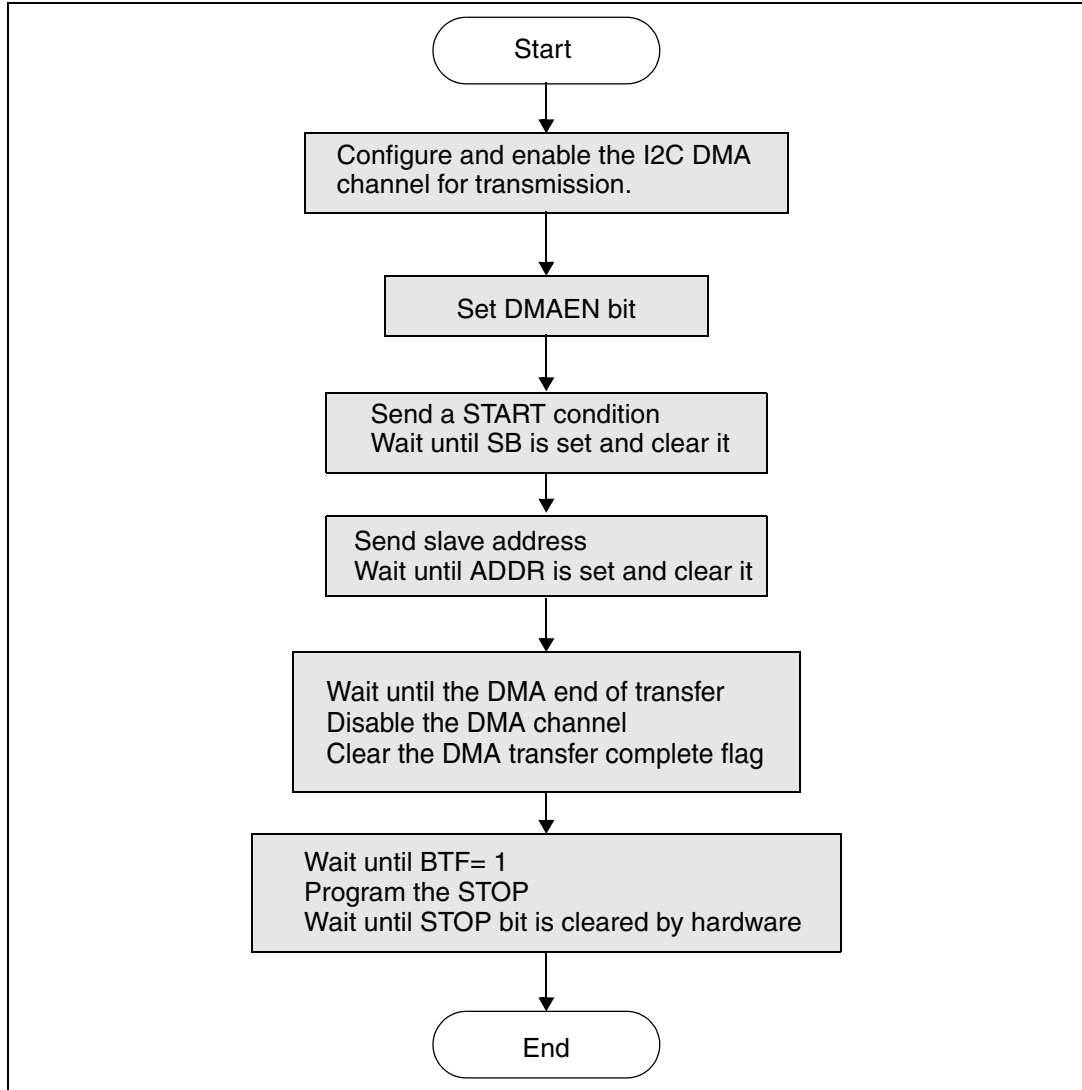 Start
Configure and enable the I2C DMA
channel for transmission.
Set DMAEN bit
Send a START condition
Wait until SB is set and clear it
Send slave address
Wait until ADDR is set and clear it
Wait until the DMA end of transfer
Disable the DMA channel
Clear the DMA transfer complete flag
Wait until BTF= 1
Program the STOP
Wait until STOP bit is cleared by hardware
End